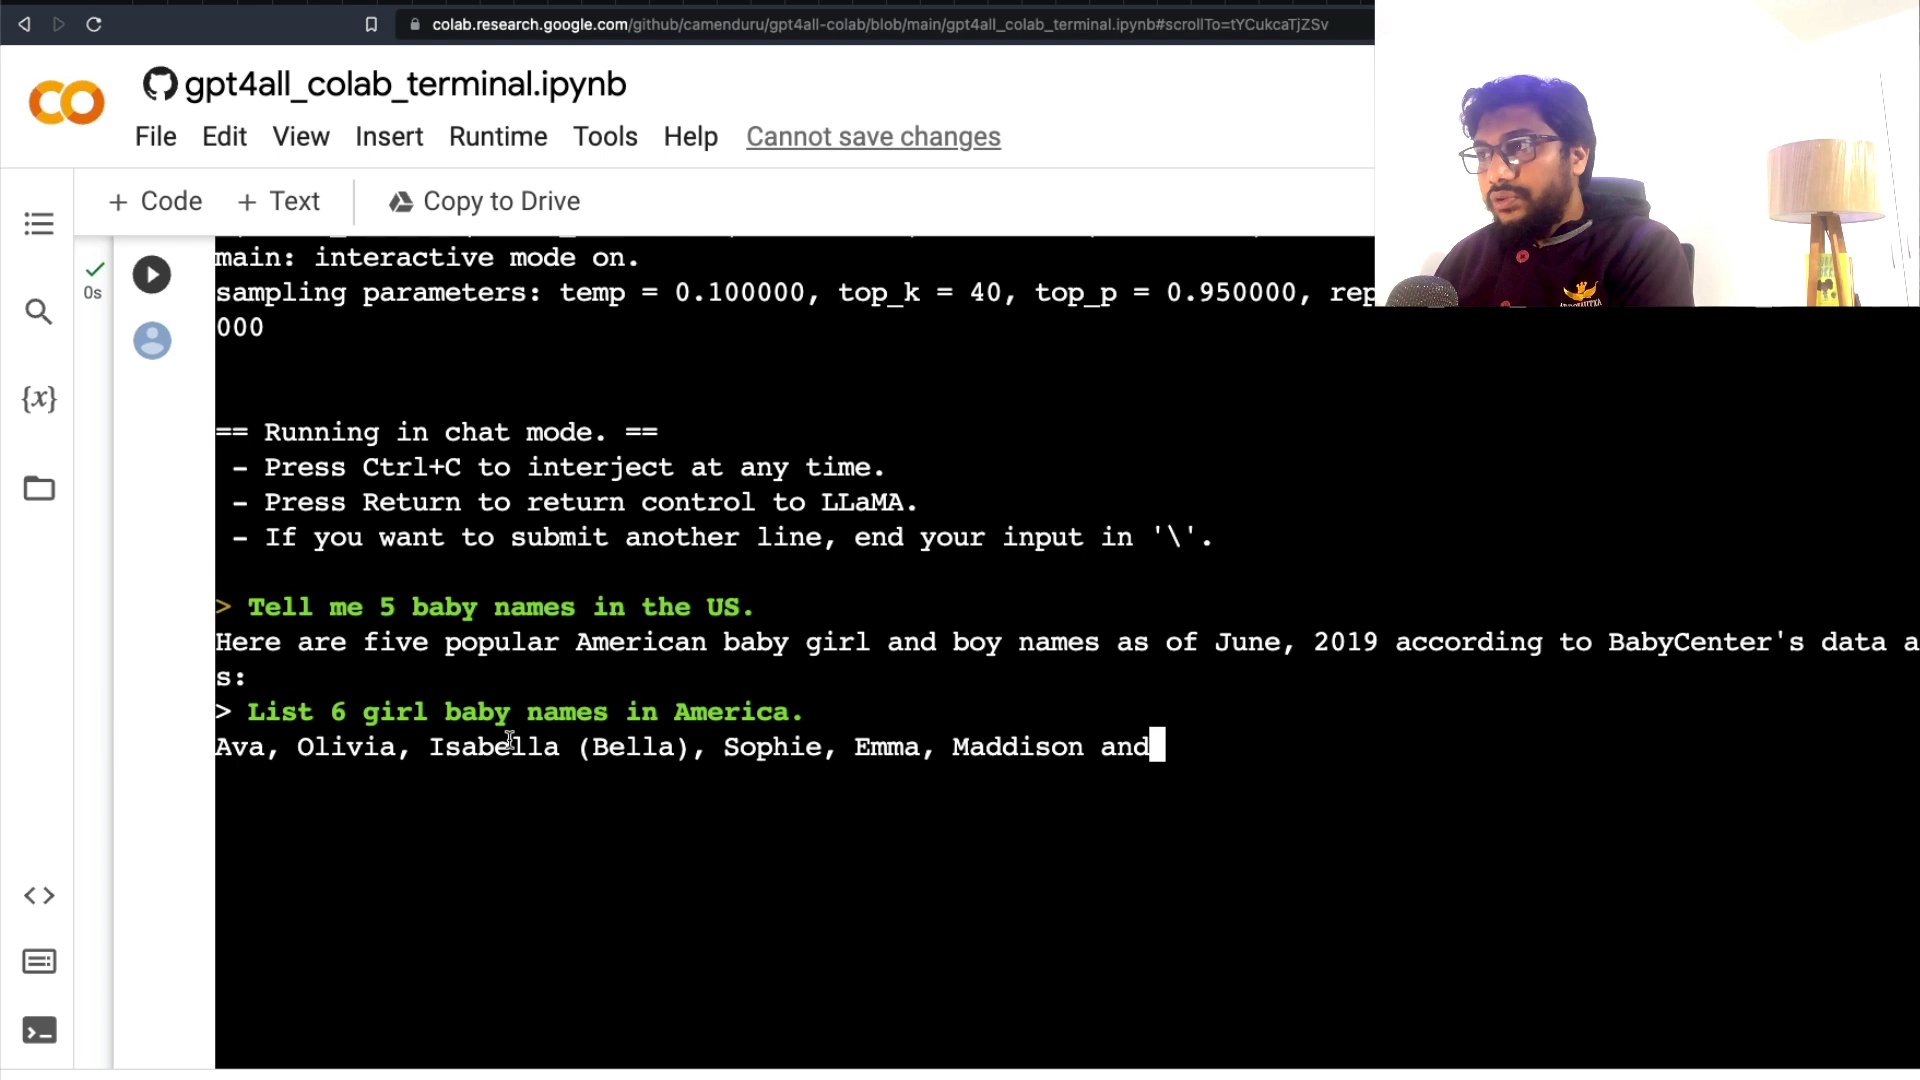 colab.research.google.com/github/camenduru/gpt4all-colab/blob/main/gpt4all_colab_terminal.ipynb#scrollTo=tYCukcaTjZSv
gpt4all_colab_terminal.ipynb
File Edit View Insert Runtime Tools Help Cannot save changes
+ Code + Text Copy to Drive
{x}
0s
main: interactive mode on.
sampling parameters: temp = 0.100000, top_k = 40, top_p = 0.950000, rep
000
== Running in chat mode. ==
- Press Ctrl+C to interject at any time.
- Press Return to return control to LLaMA.
- If you want to submit another line, end your input in '\'.
> Tell me 5 baby names in the US.
Here are five popular American baby girl and boy names as of June, 2019 according to BabyCenter's data a
s:
> List 6 girl baby names in America.
Ava, Olivia, Isabella (Bella), Sophie, Emma, Maddison and